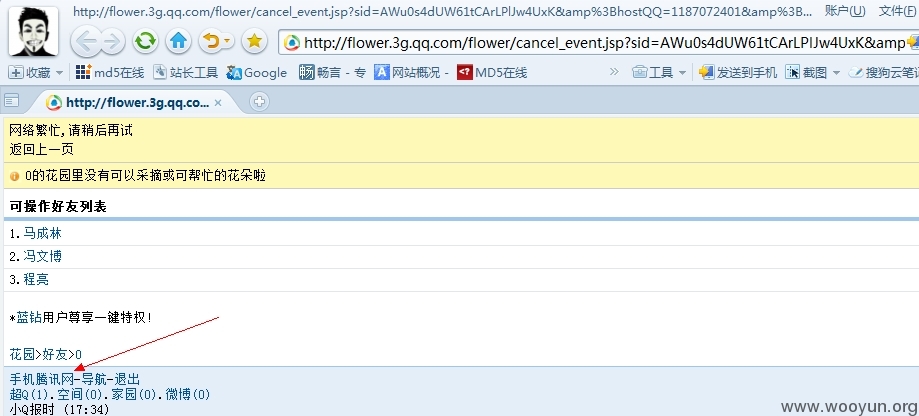 http://flower.3g.qq.com/flower/cancel_event.jsp?sid=AWu0s4dUW61tCArLPlJw4UxK&amp%3BhostQQ=1187072401&amp%3B... 账户(U) 文件(F)
http://flower.3g.qq.com/flower/cancel_event.jsp?sid=AWu0s4dUW61tCArLPlJw4UxK&amp
收藏 md5在线 站长工具 Google 畅言 - 专 网站概况 - MD5在线 » 工具 发送到手机 截图 搜狗云笔
http://flower.3g.qq.co...
网络繁忙,请稍后再试
返回上一页
0的花园里没有可以采摘或可帮忙的花朵啦
可操作好友列表
1.马成林
2.冯文博
3.程亮
*蓝钻用户尊享一键特权!
花园>好友>0
手机腾讯网-导航-退出
超Q(1).空间(0).家园(0).微博(0)
小Q报时 (17:34)
www.wooyun.org